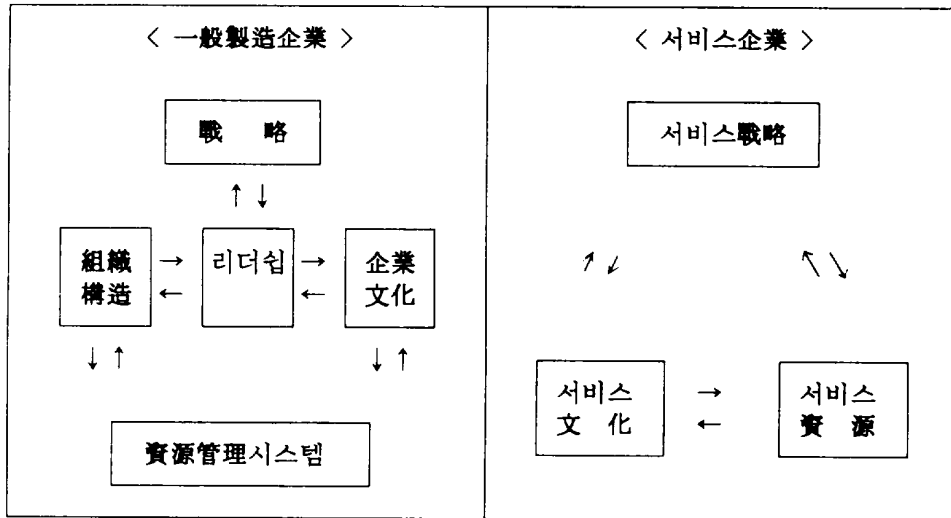 〈 一般製造企業 〉
戰 略
↑ ↓
組織 → 리더쉽 → 企業
構造 ← ← 文化
↓ ↑ ↓ ↑
資源管理시스템
〈 서비스企業 〉
서비스戰略
↗ ↙ ↖ ↘
서비스 → 서비스
文 化 ← 資 源